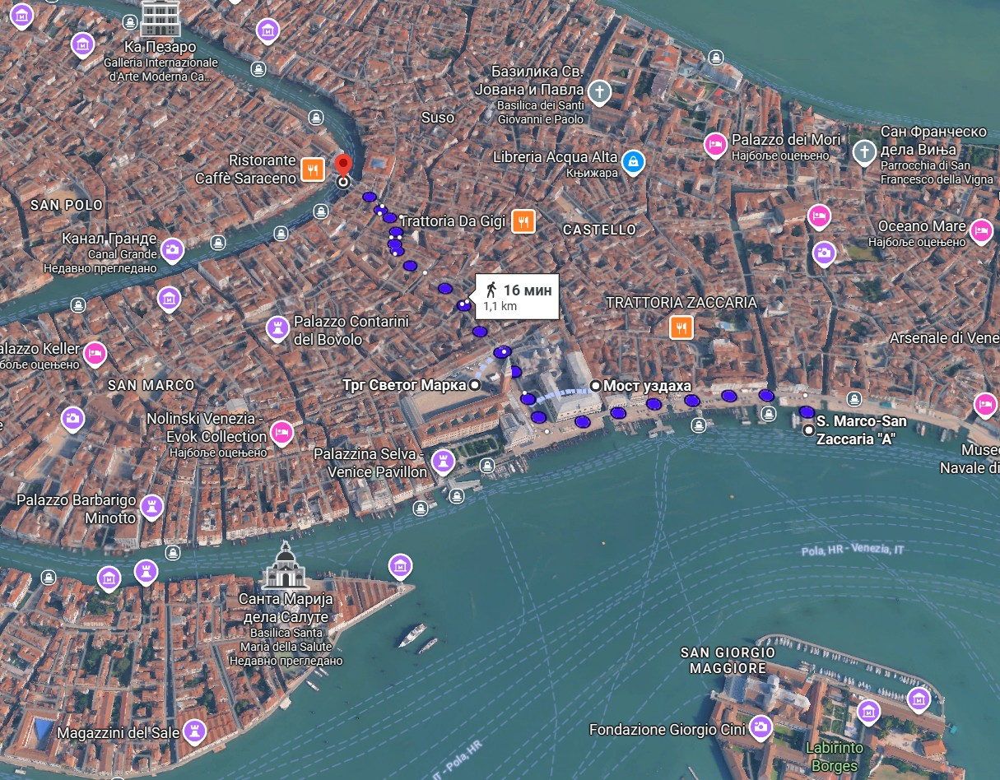 Ка Пезаро
Galleria Internazionale
d'Arte Moderna Ca...
Базилика Св.
Јована и Павла
Basilica dei Santi
Giovanni e Paolo
Suso
Palazzo dei Mori
Најбоље оцењено
Сан Франческо
дела Виња
Parrocchia di San
Francesco della Vigna
Libreria Acqua Alta
Књижара
Ristorante
Caffè Saraceno
SAN POLO
Trattoria Da Gigi
CASTELLO
Oceano Mare
Најбоље оцењено
Канал Гранде
Canal Grande
Недавно прегледано
16 мин
1,1 km
TRATTORIA ZACCARIA
Palazzo Contarini
del Bovolo
Arsenale di Vene
alazzo Keller
боље оцењено
SAN MARCO
Трг Светог Марка
Мост уздаха
Nolinski Venezia -
Evok Collection
Најбоље оцењено
S. Marco-San
Zaccaria "A"
e
Palazzina Selva -
Venice Pavillon
Museo
Navale di
Palazzo Barbarigo
Minotto
Pola, HR - Venezia, IT
Санта Марија
дела Салуте
Basilica Santa
Maria della Salute
Недавно прегледано
SAN GIORGIO
MAGGIORE
Magazzini del Sale
Fondazione Giorgio Cini
Labirinto
Borges
IT - Pola, HR